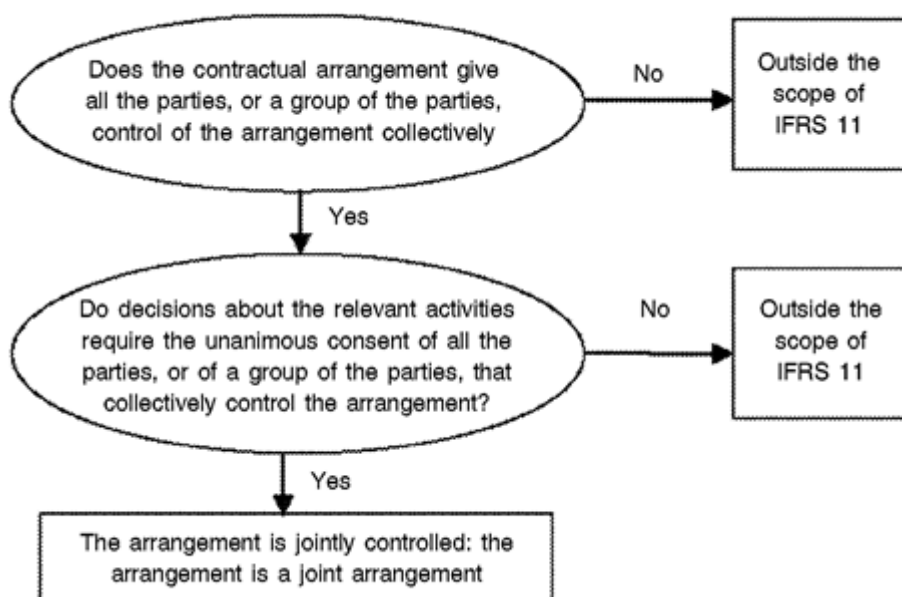 Does the contractual arrangement give
all the parties, or a group of the parties,
control of the arrangement collectively
No
Outside the
scope of
IFRS 11
Yes
Do decisions about the relevant activities
require the unanimous consent of all the
parties, or of a group of the parties, that
collectively control the arrangement?
No
Outside the
scope of
IFRS 11
Yes
The arrangement is jointly controlled: the
arrangement is a joint arrangement